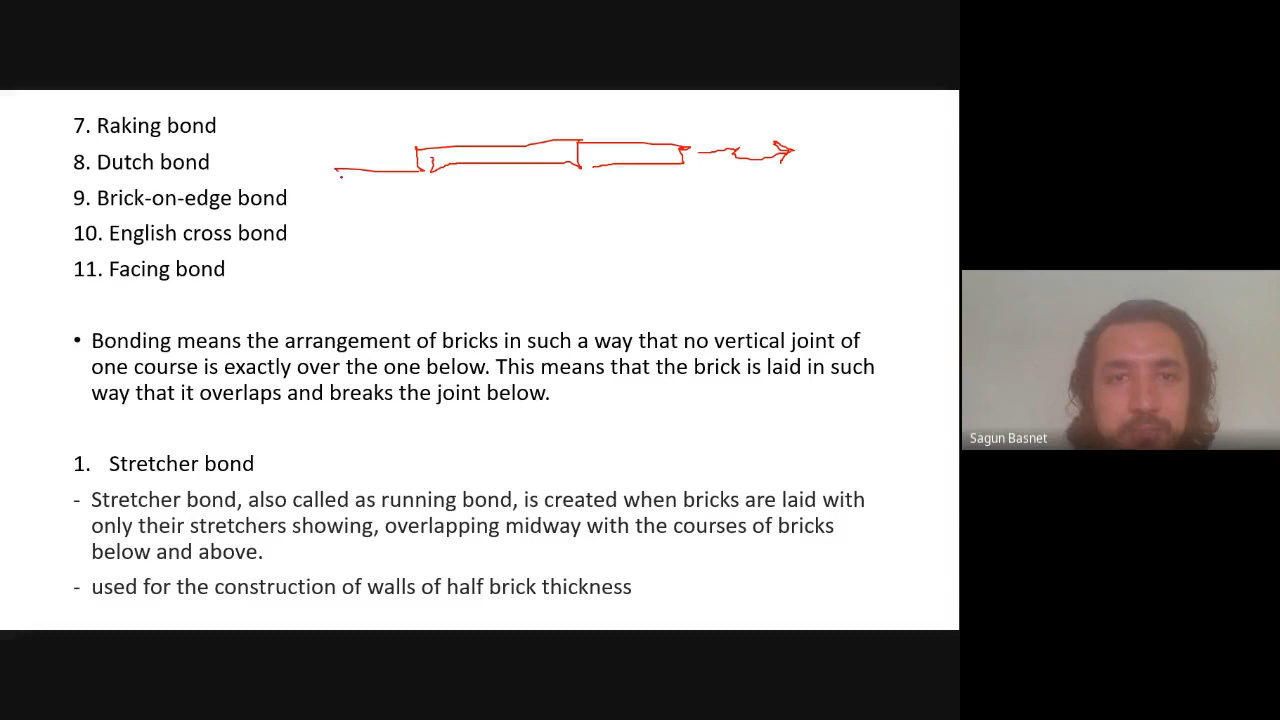 7. Raking bond
8. Dutch bond
9. Brick-on-edge bond
10. English cross bond
11. Facing bond
• Bonding means the arrangement of bricks in such a way that no vertical joint of
one course is exactly over the one below. This means that the brick is laid in such
way that it overlaps and breaks the joint below.
1. Stretcher bond
- Stretcher bond, also called as running bond, is created when bricks are laid with
only their stretchers showing, overlapping midway with the courses of bricks
below and above.
- used for the construction of walls of half brick thickness
Sagun Basnet